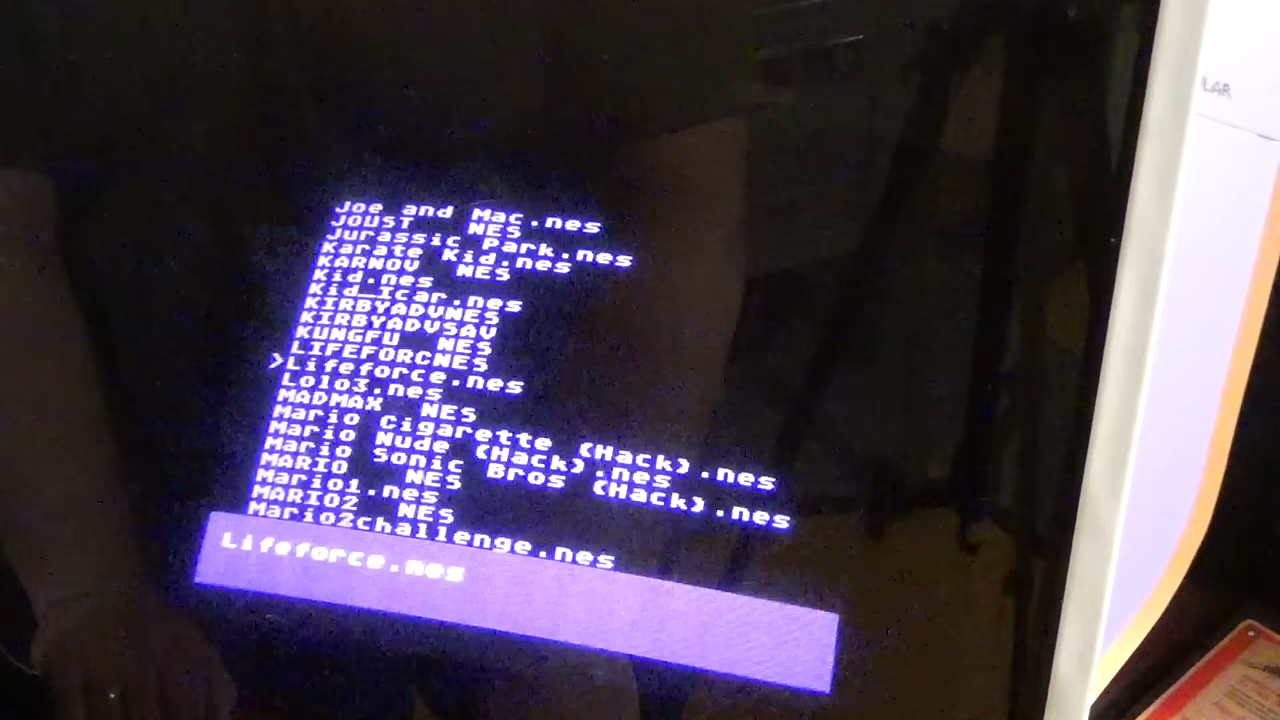 Joe and Mac.nes
JOUST   NES
Jurassic Park.nes
Karate Kid.nes
KARNOV   NES
Kid.nes
Kid_Icar.nes
KIRBYADVNES
KIRBYADVSAV
KUNGFU   NES
LIFEFORCNES
>Lifeforce.nes
Lolo3.nes
MADMAX   NES
Mario Cigarette (Hack).nes
Mario Nude (Hack).nes
Mario Sonic Bros (Hack).nes
MARIO    NES
Mario1.nes
MARIO2   NES
Mario2challenge.nes
Lifeforce.nes
LAR